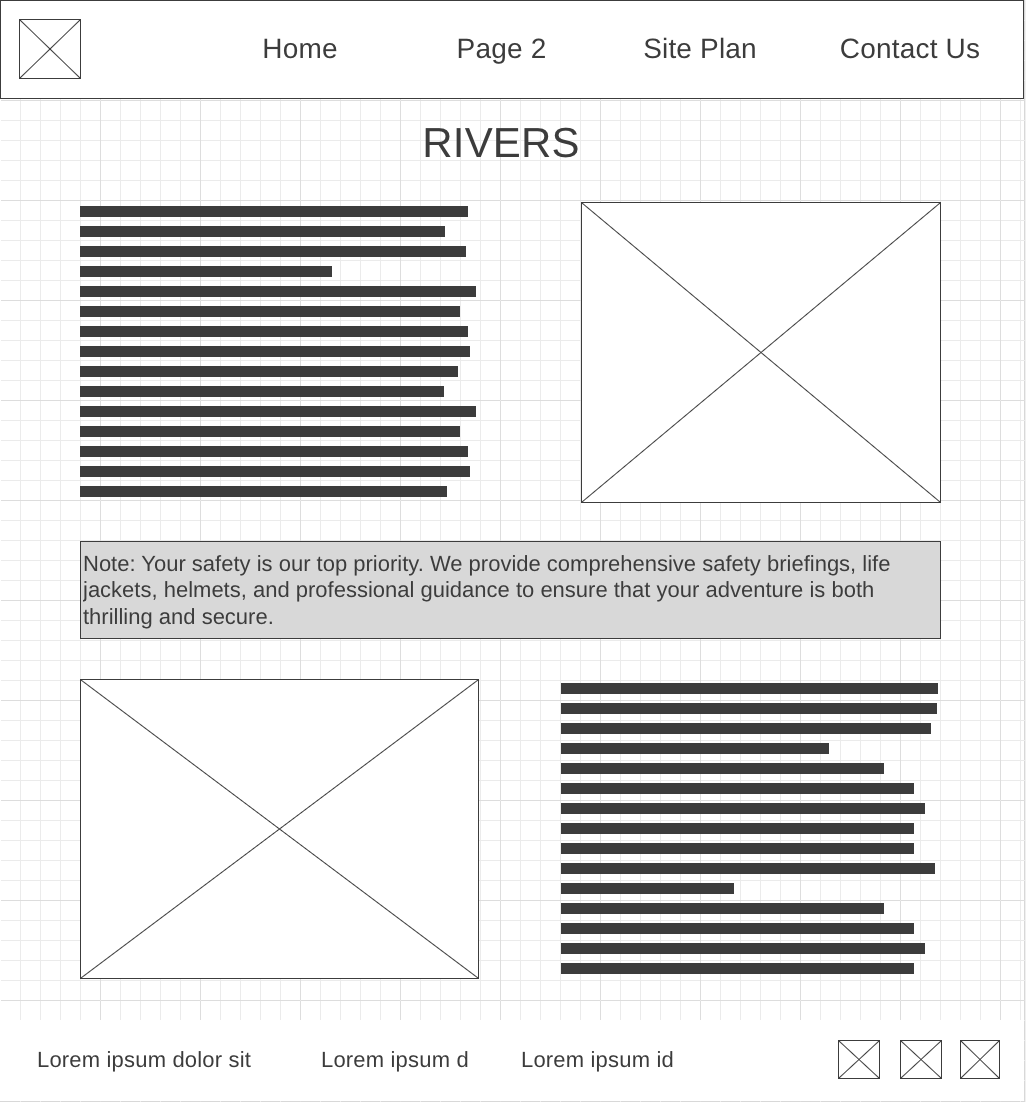 Home Page 2 Site Plan Contact Us
RIVERS
Note: Your safety is our top priority. We provide comprehensive safety briefings, life
jackets, helmets, and professional guidance to ensure that your adventure is both
thrilling and secure.
Lorem ipsum dolor sit Lorem ipsum d Lorem ipsum id